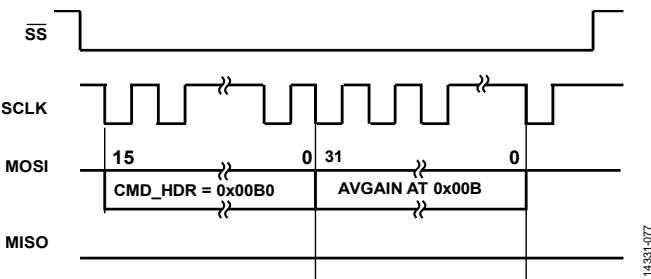 SS
SCLK
MOSI
15 0 31 0
CMD_HDR = 0x00B0 AVGAIN AT 0x00B
MISO
14331-077